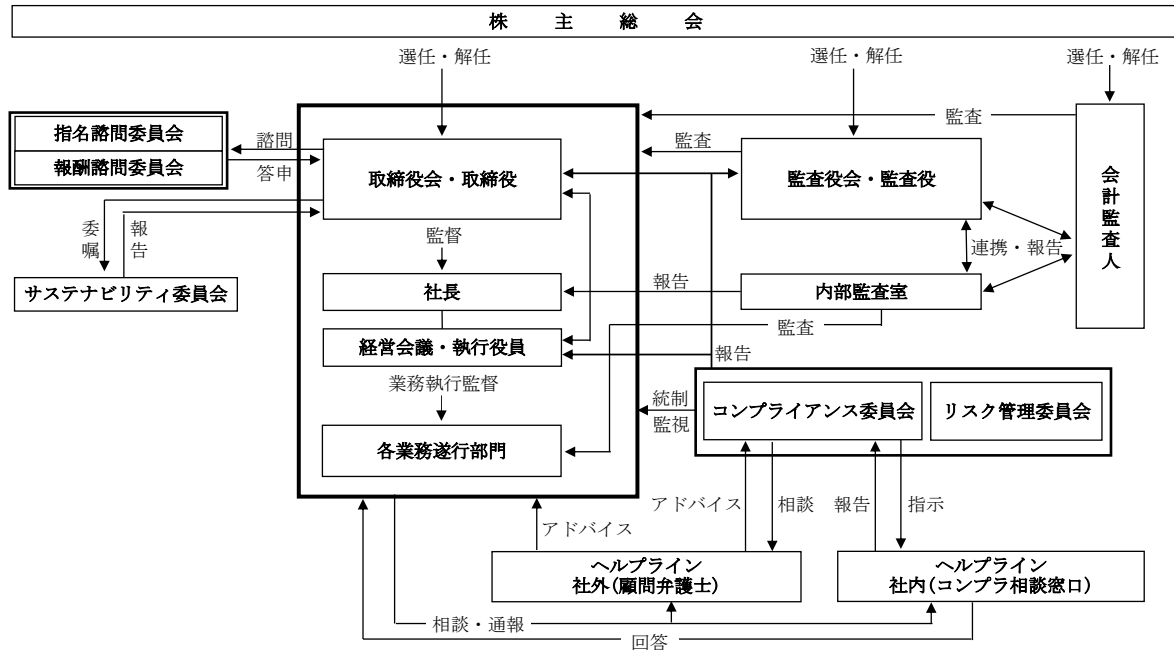 株主総会
選任・解任
選任・解任
選任・解任
指名諮問委員会
報酬諮問委員会
諮問
答申
取締役会・取締役
監査
監査
監査役会・監査役
会計監査人
委嘱
報告
サステナビリティ委員会
監督
社長
報告
内部監査室
連携・報告
経営会議・執行役員
監査
報告
業務執行監督
各業務遂行部門
統制
監視
コンプライアンス委員会
リスク管理委員会
アドバイス
アドバイス
相談
報告
指示
ヘルプライン
社外(顧問弁護士)
ヘルプライン
社内(コンプラ相談窓口)
相談・通報
回答